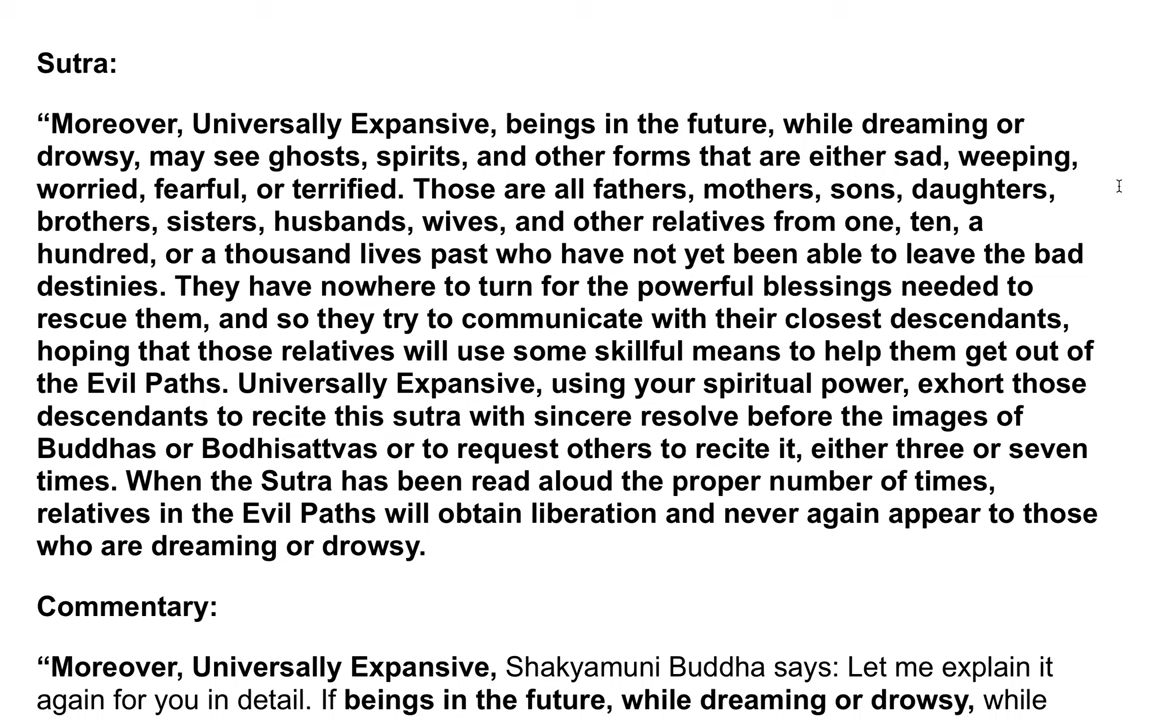 Sutra:
“Moreover, Universally Expansive, beings in the future, while dreaming or
drowsy, may see ghosts, spirits, and other forms that are either sad, weeping,
worried, fearful, or terrified. Those are all fathers, mothers, sons, daughters,
brothers, sisters, husbands, wives, and other relatives from one, ten, a
hundred, or a thousand lives past who have not yet been able to leave the bad
destinies. They have nowhere to turn for the powerful blessings needed to
rescue them, and so they try to communicate with their closest descendants,
hoping that those relatives will use some skillful means to help them get out of
the Evil Paths. Universally Expansive, using your spiritual power, exhort those
descendants to recite this sutra with sincere resolve before the images of
Buddhas or Bodhisattvas or to request others to recite it, either three or seven
times. When the Sutra has been read aloud the proper number of times,
relatives in the Evil Paths will obtain liberation and never again appear to those
who are dreaming or drowsy.
Commentary:
“Moreover, Universally Expansive, Shakyamuni Buddha says: Let me explain it
again for you in detail. If beings in the future, while dreaming or drowsy, while